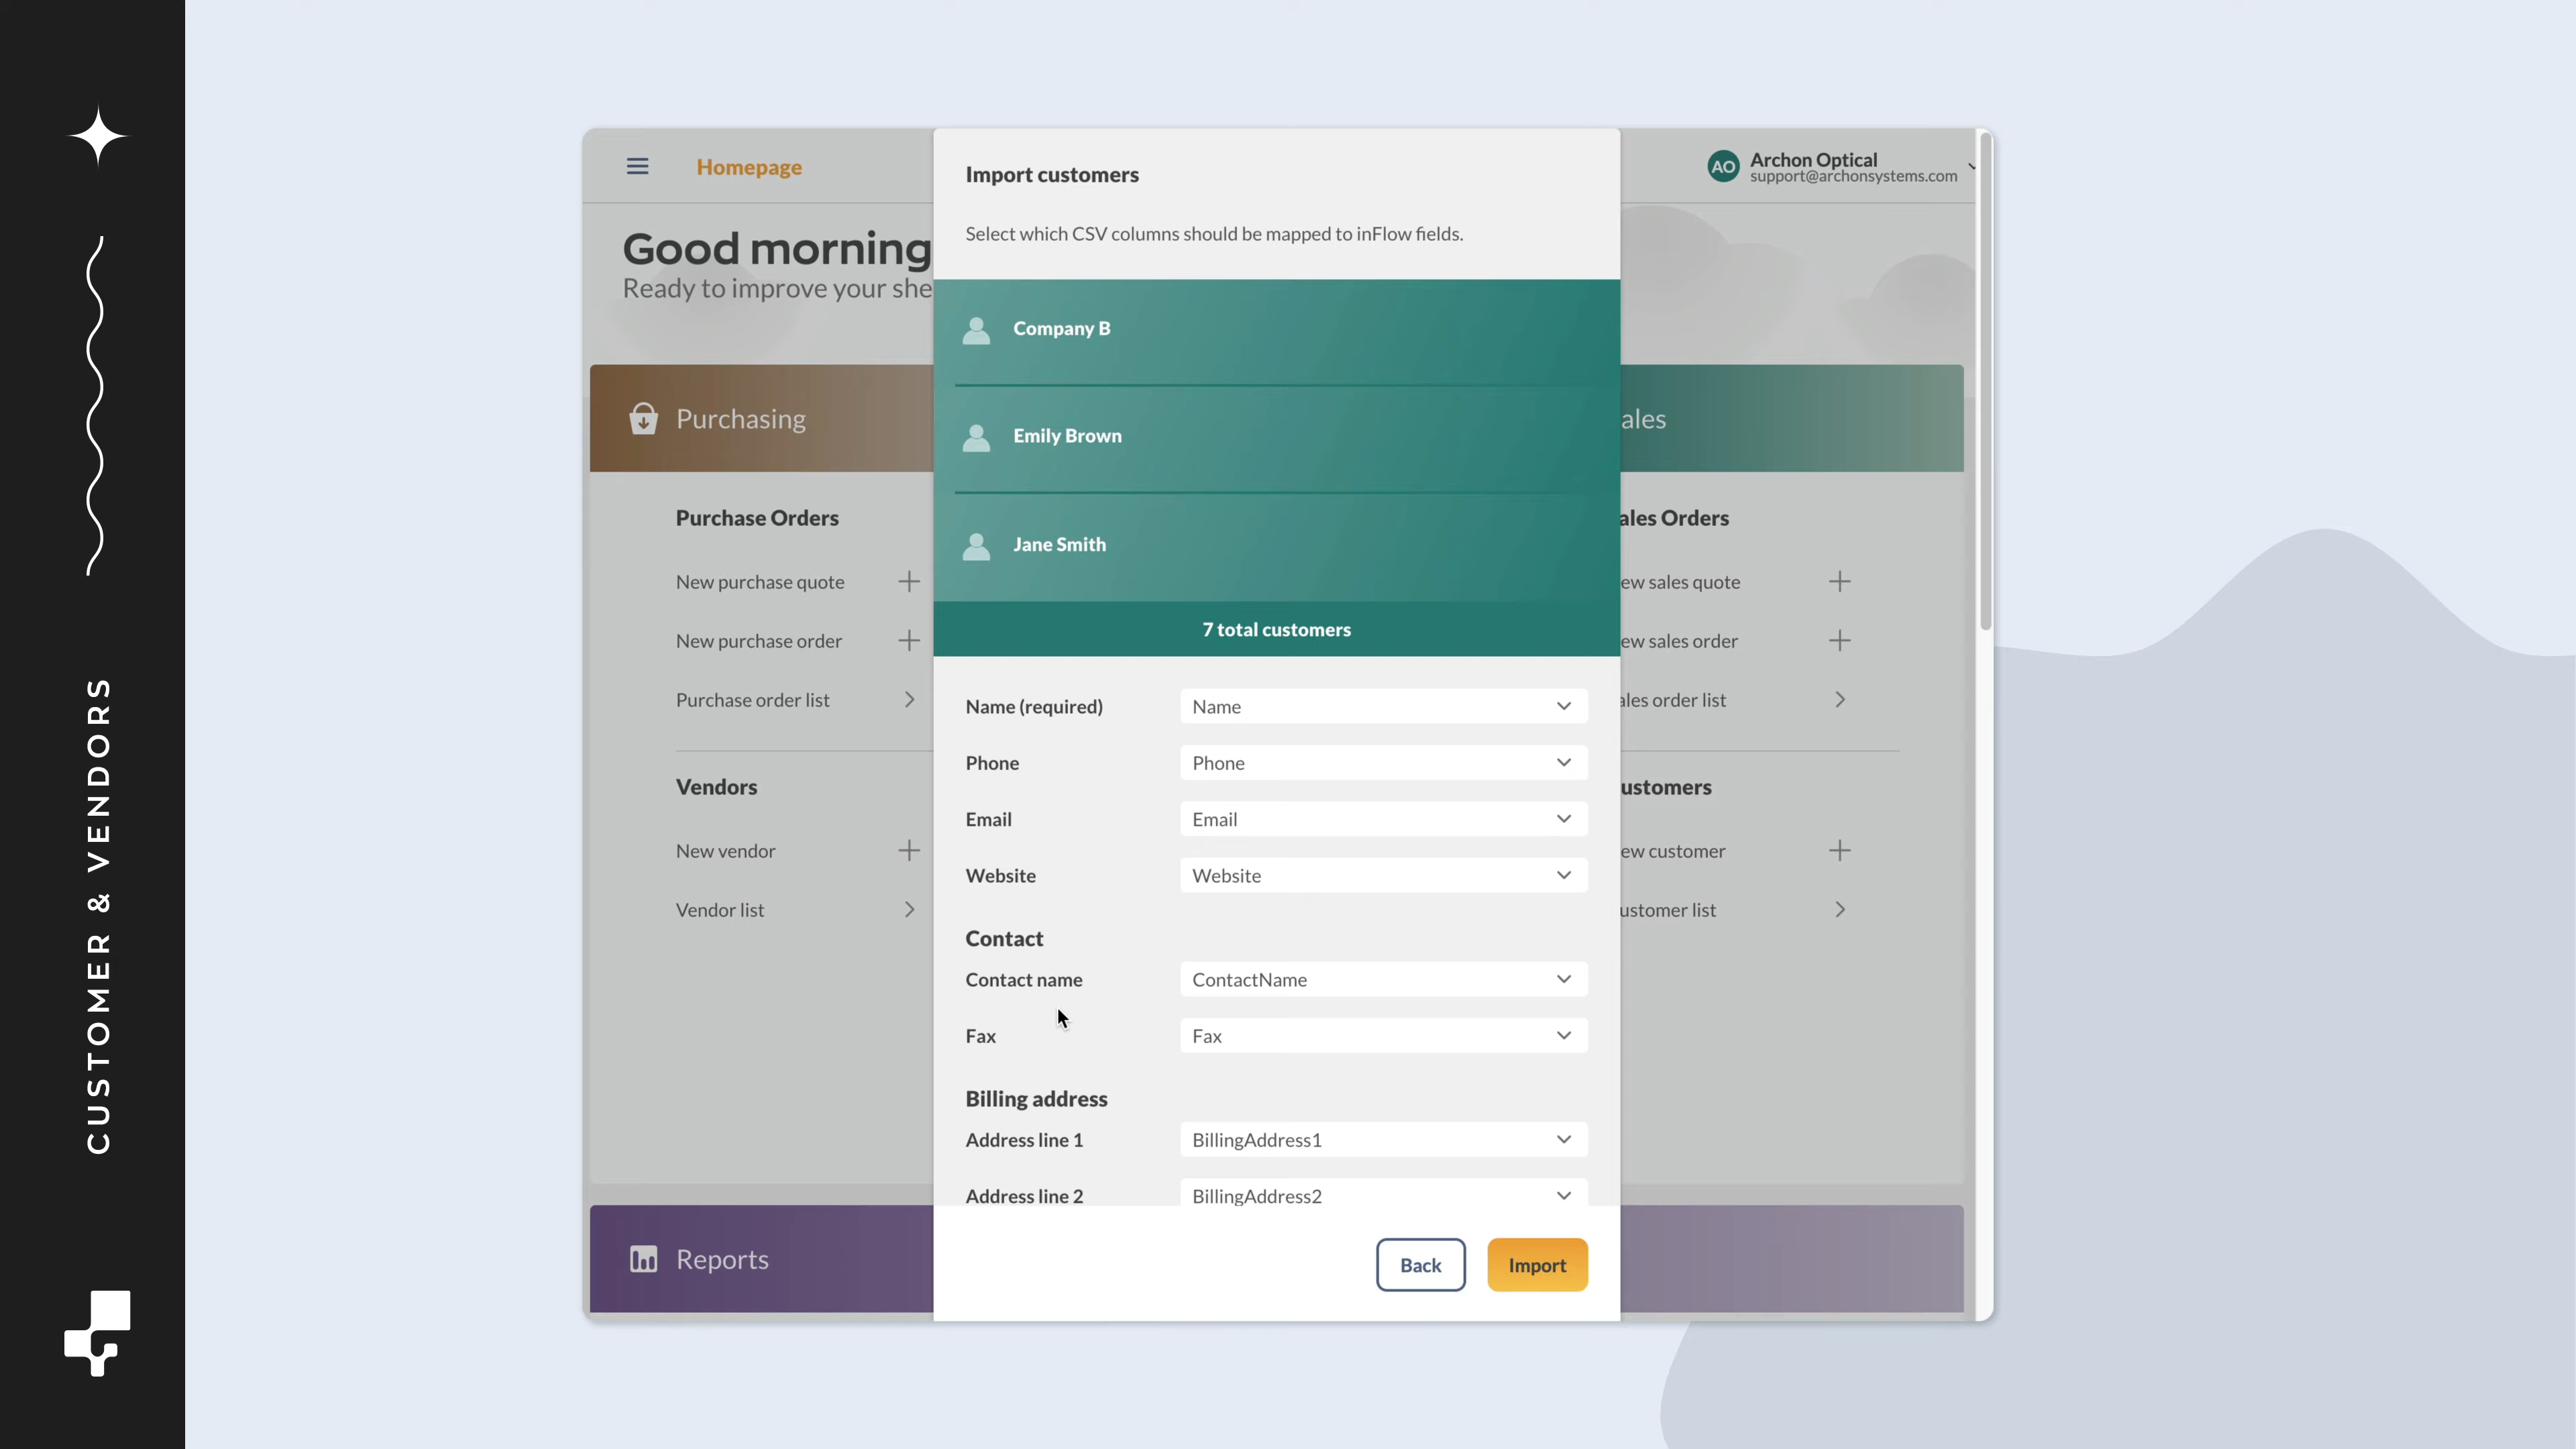 CUSTOMER & VENDORS
Homepage
AO
Archon Optical
support@archonsystems.com
Good morning
Ready to improve your she
Purchasing
Purchase Orders
New purchase quote
New purchase order
Purchase order list
Vendors
New vendor
Vendor list
Reports
Import customers
Select which CSV columns should be mapped to inFlow fields.
Company B
Emily Brown
Jane Smith
7 total customers
Name (required) Name
Phone Phone
Email Email
Website Website
Contact
Contact name ContactName
Fax Fax
Billing address
Address line 1 BillingAddress1
Address line 2 BillingAddress2
Back Import
ales
ales Orders
ew sales quote
ew sales order
ales order list
ustomers
ew customer
ustomer list